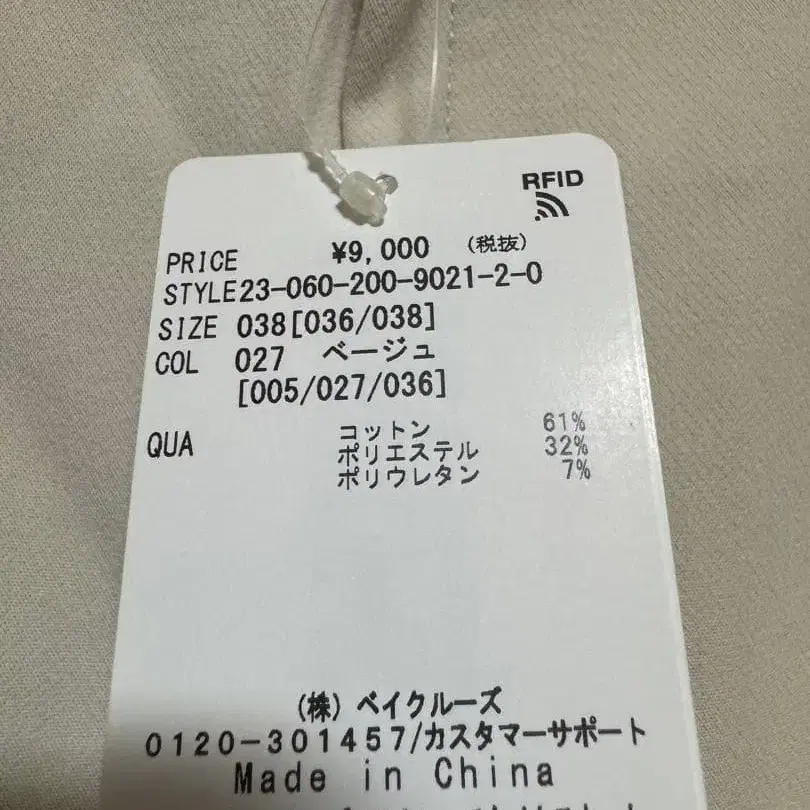 RFID
PRICE ¥9,000 (税抜)
STYLE23-060-200-9021-2-0
SIZE 038[036/038]
COL 027 ベージュ
[005/027/036]
QUA コットン 61%
ポリエステル 32%
ポリウレタン 7%
(株) ベイクルーズ
0120-301457/カスタマーサポート
Made in China